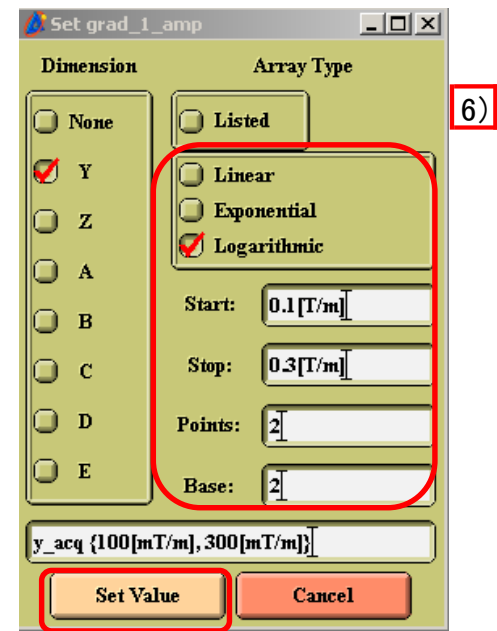 Set grad_1_amp
Dimension
Array Type
None
Y
Z
A
B
C
D
E
Listed
Linear
Exponential
Logarithmic
Start: 0.1[T/m]
Stop: 0.3[T/m]
Points: 2
Base: 2
y_acq {100[mT/m], 300[mT/m]}
Set Value
Cancel
6)